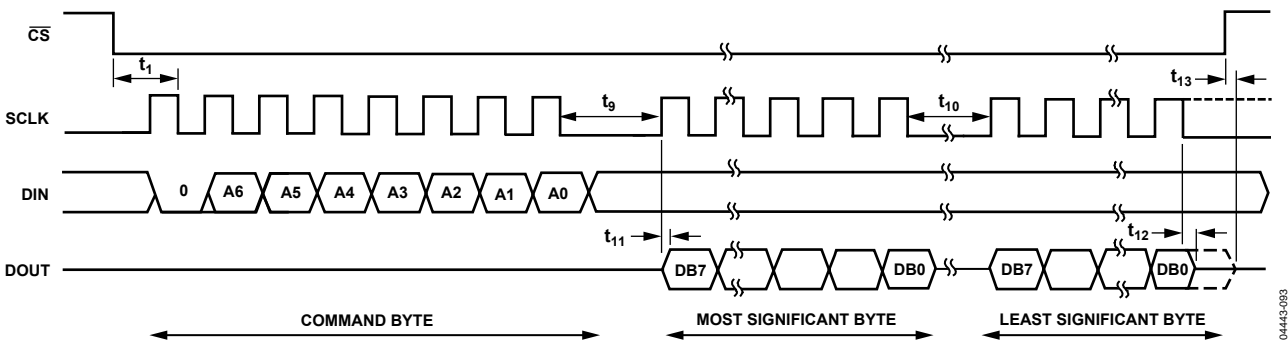 CS
t1
t13
SCLK
t9
t10
DIN
0 A6 A5 A4 A3 A2 A1 A0
t11
t12
DOUT
DB7 DB0 DB7 DB0
COMMAND BYTE
MOST SIGNIFICANT BYTE
LEAST SIGNIFICANT BYTE
04443-093